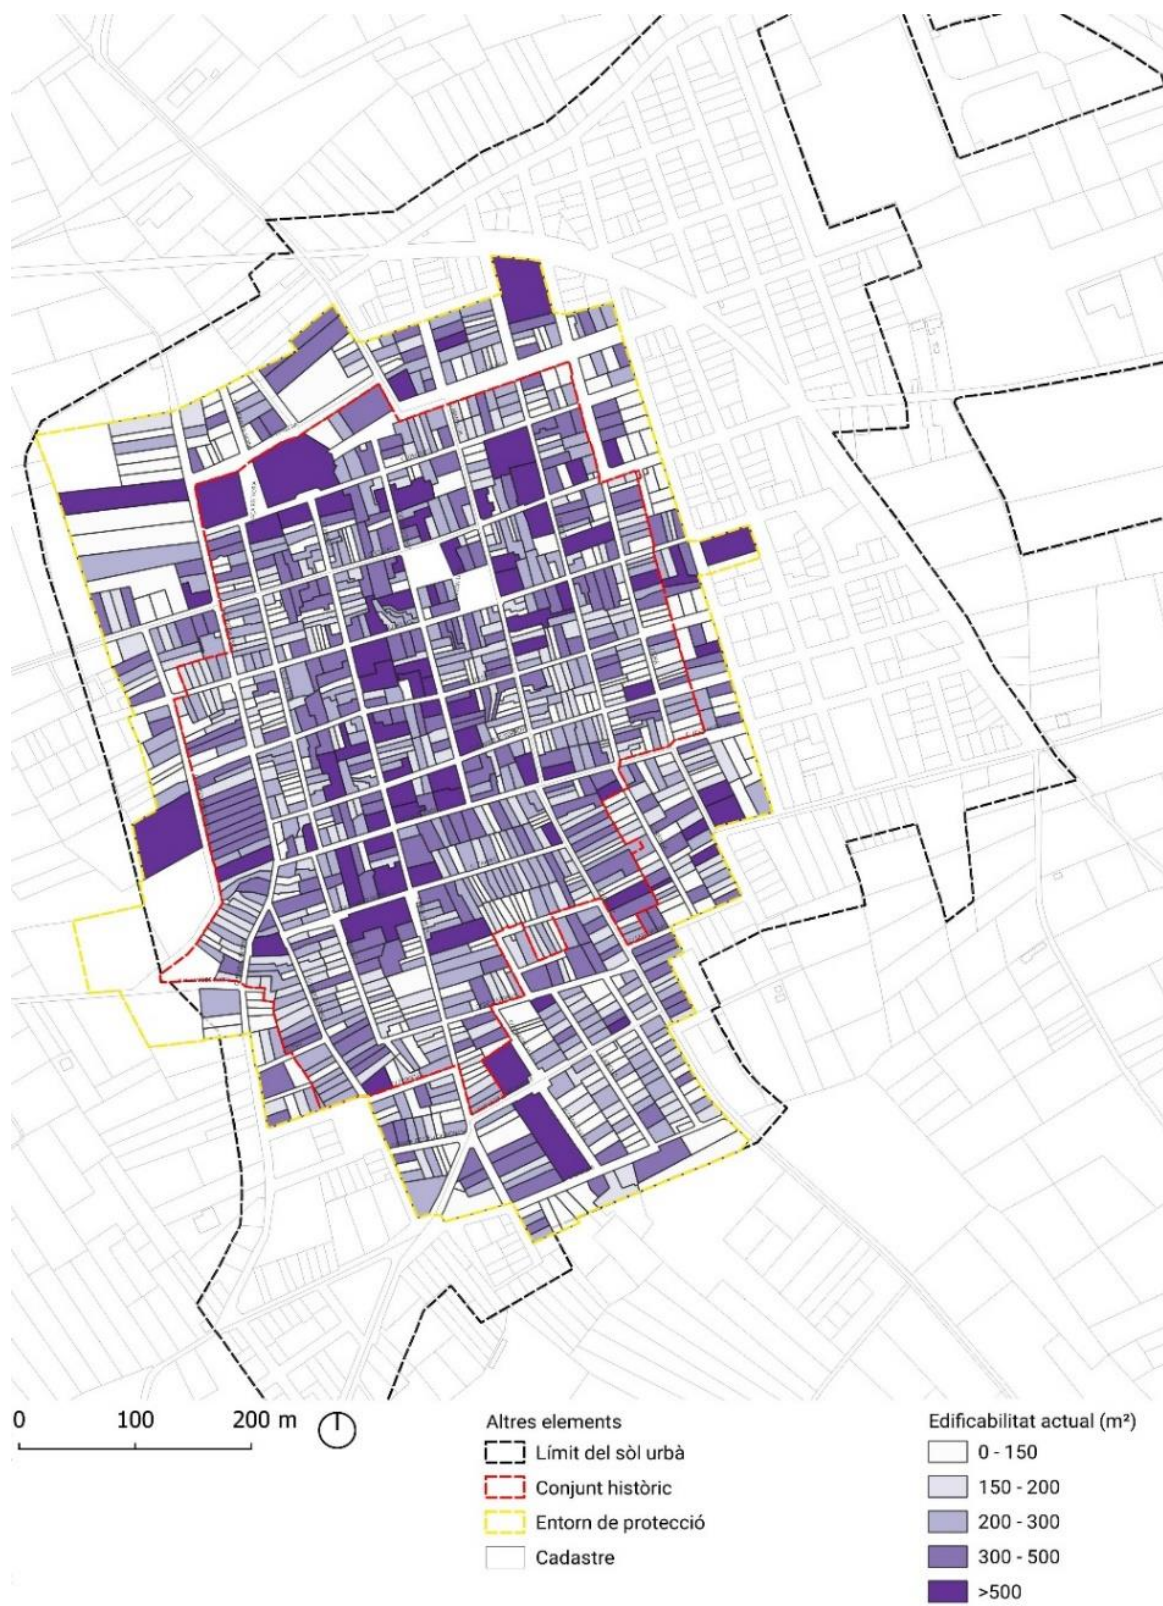 0 100 200 m
Altres elements
Límit del sòl urbà
Conjunt històric
Entorn de protecció
Cadastre
Edificabilitat actual (m²)
0 - 150
150 - 200
200 - 300
300 - 500
>500